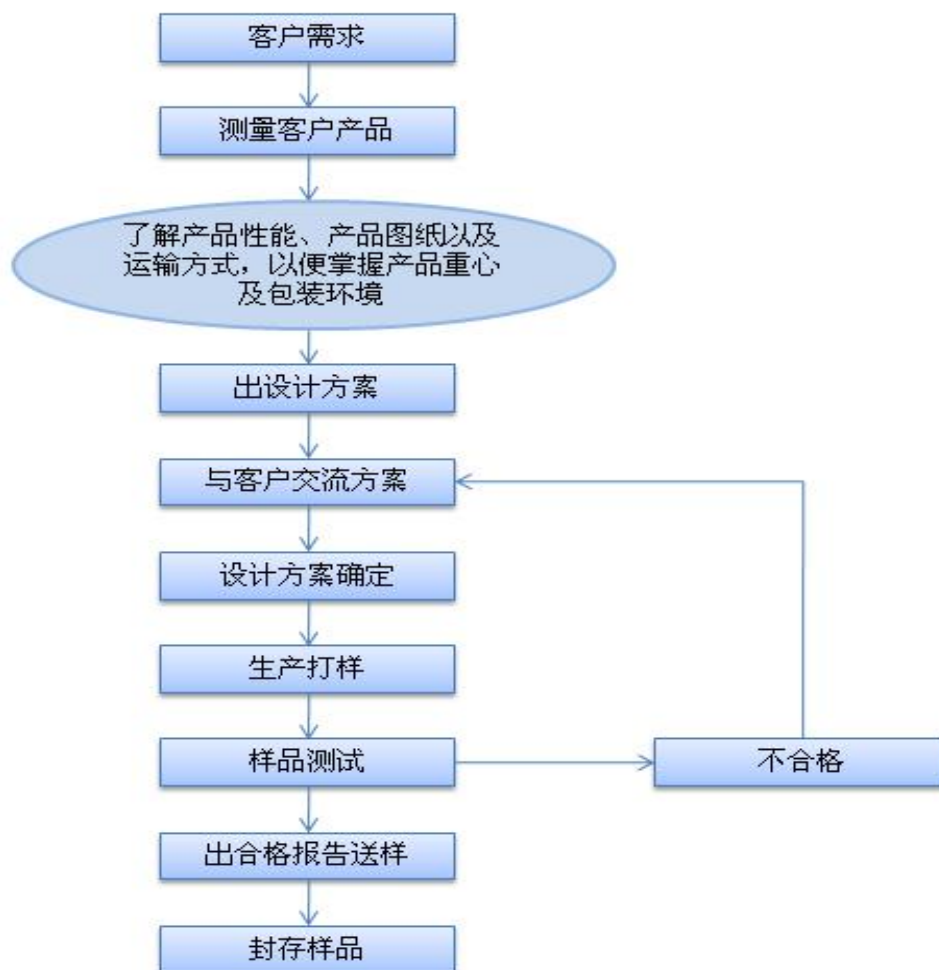 客户需求
测量客户产品
了解产品性能、产品图纸以及
运输方式，以便掌握产品重心
及包装环境
出设计方案
与客户交流方案
设计方案确定
生产打样
样品测试
不合格
出合格报告送样
封存样品